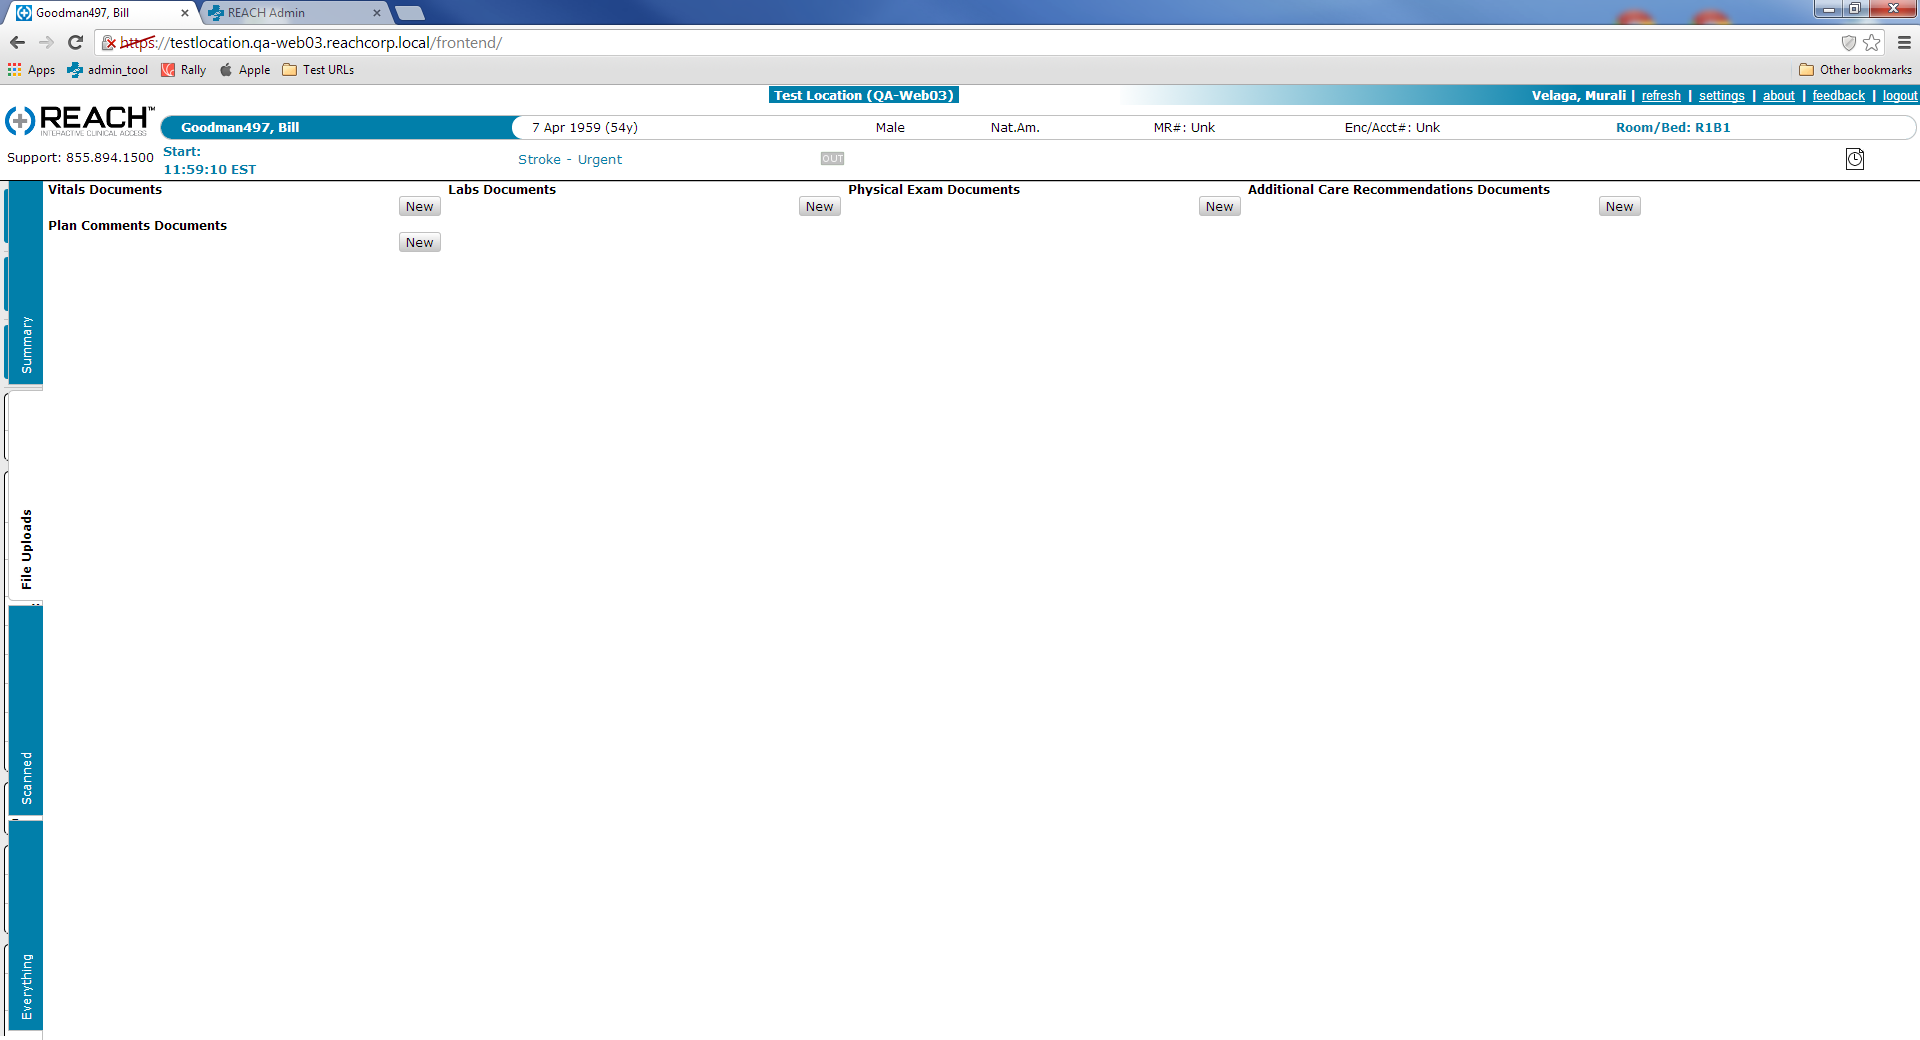 Goodman497, Bill
REACH Admin
https://testlocation.qa-web03.reachcorp.local/frontend/
Apps
admin_tool
Rally
Apple
Test URLs
Other bookmarks
Test Location (QA-Web03)
Velaga, Murali | refresh | settings | about | feedback | logout
REACH™
INTERACTIVE CLINICAL ACCESS
Goodman497, Bill
7 Apr 1959 (54y)
Male
Nat.Am.
MR#: Unk
Enc/Acct#: Unk
Room/Bed: R1B1
Support: 855.894.1500
Start:
11:59:10 EST
Stroke - Urgent
OUT
Vitals Documents
New
Labs Documents
New
Physical Exam Documents
New
Additional Care Recommendations Documents
New
Plan Comments Documents
New
Summary
File Uploads
Scanned
Everything